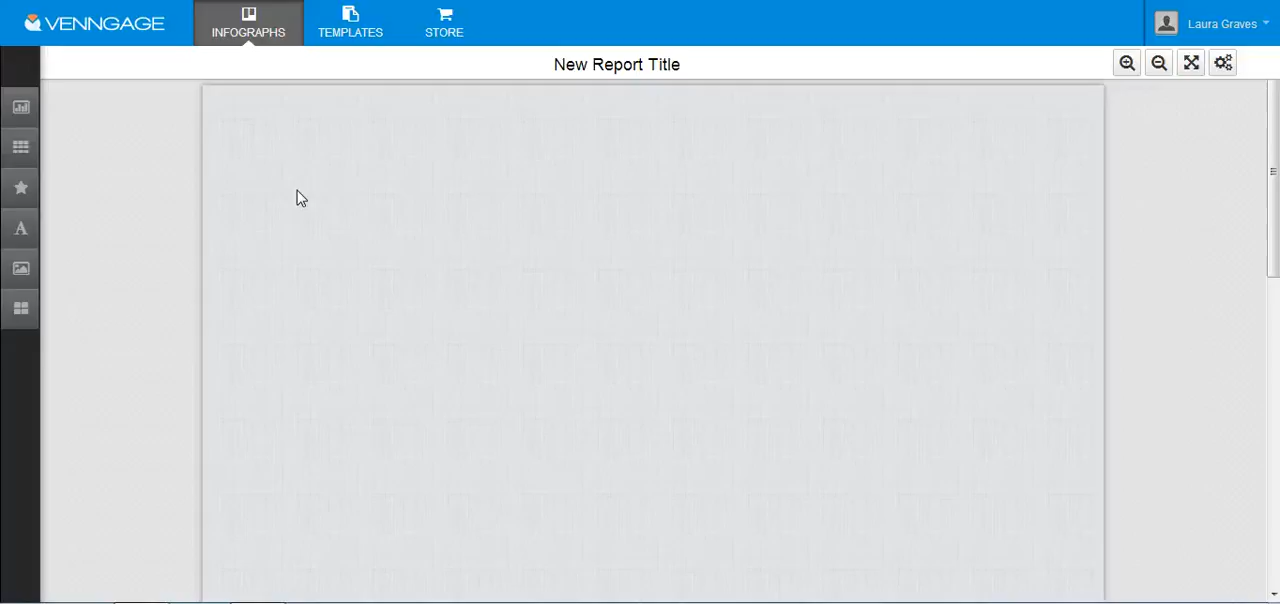 VENNGAGE
INFOGRAPHS
TEMPLATES
STORE
Laura Graves
New Report Title
A